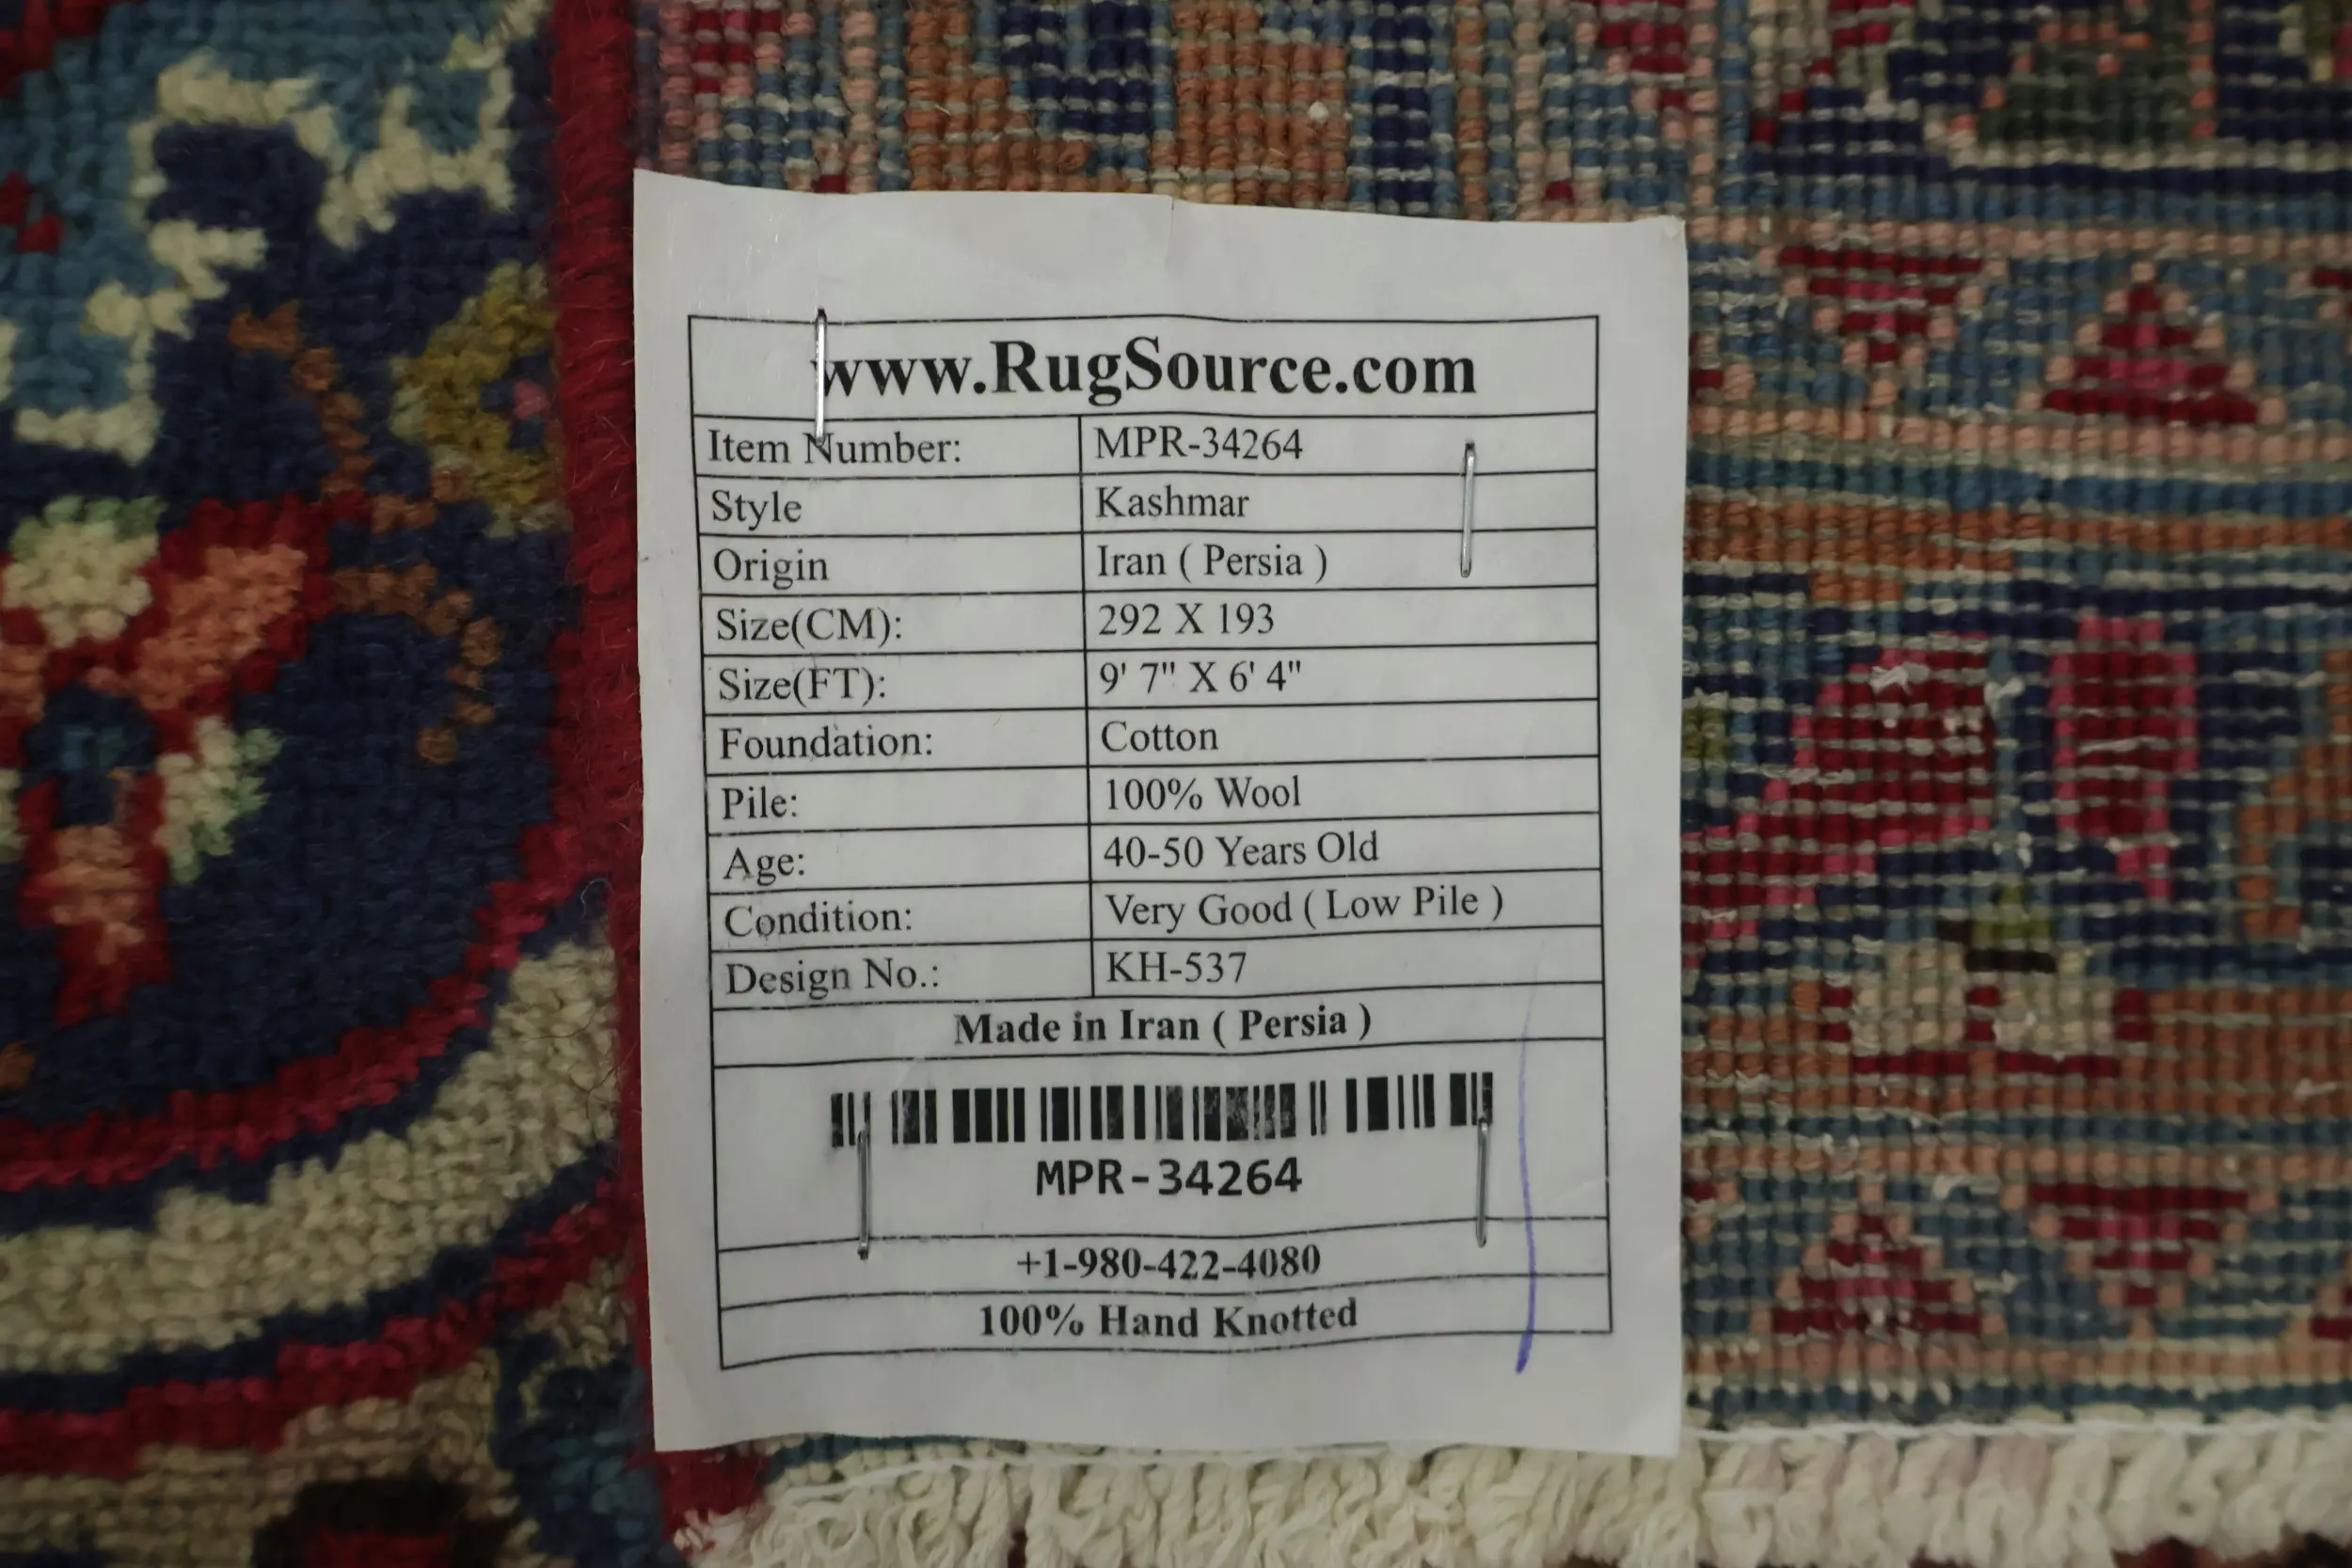 www.RugSource.com
Item Number: MPR-34264
Style Kashmar
Origin Iran ( Persia )
Size(CM): 292 X 193
Size(FT): 9' 7" X 6' 4"
Foundation: Cotton
Pile: 100% Wool
Age: 40-50 Years Old
Condition: Very Good ( Low Pile )
Design No.: KH-537
Made in Iran ( Persia )
MPR-34264
+1-980-422-4080
100% Hand Knotted